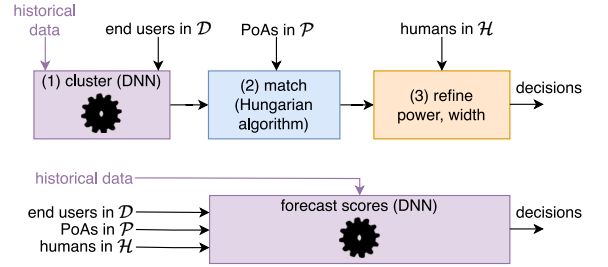 historical
data
end users in 𝒟
PoAs in 𝒫
humans in ℋ
(1) cluster (DNN)
(2) match
(Hungarian
algorithm)
(3) refine
power, width
decisions
historical data
forecast scores (DNN)
end users in 𝒟
PoAs in 𝒫
humans in ℋ
decisions